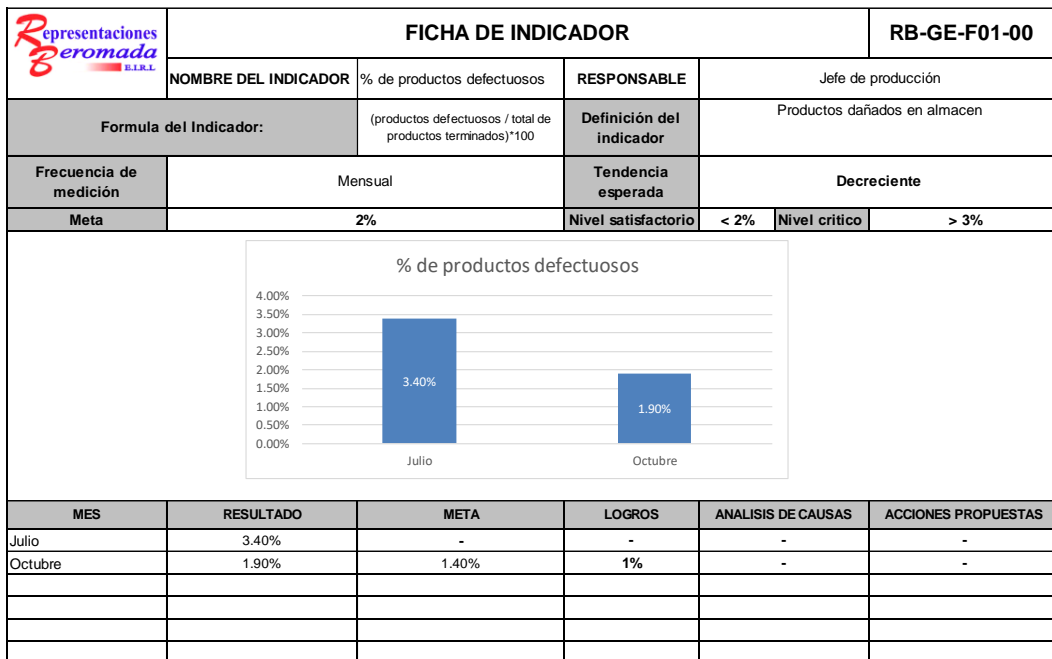 Representaciones
Beromada
E.I.R.L
FICHA DE INDICADOR
RB-GE-F01-00
NOMBRE DEL INDICADOR
% de productos defectuosos
RESPONSABLE
Jefe de producción
Formula del Indicador:
(productos defectuosos / total de
productos terminados)*100
Definición del
indicador
Productos dañados en almacen
Frecuencia de
medición
Mensual
Tendencia
esperada
Decreciente
Meta
2%
Nivel satisfactorio
< 2%
Nivel critico
> 3%
% de productos defectuosos
4.00%
3.50%
3.00%
2.50%
2.00%
1.50%
1.00%
0.50%
0.00%
3.40%
1.90%
Julio
Octubre
MES RESULTADO META LOGROS ANALISIS DE CAUSAS ACCIONES PROPUESTAS
Julio 3.40% - - - -
Octubre 1.90% 1.40% 1% - -